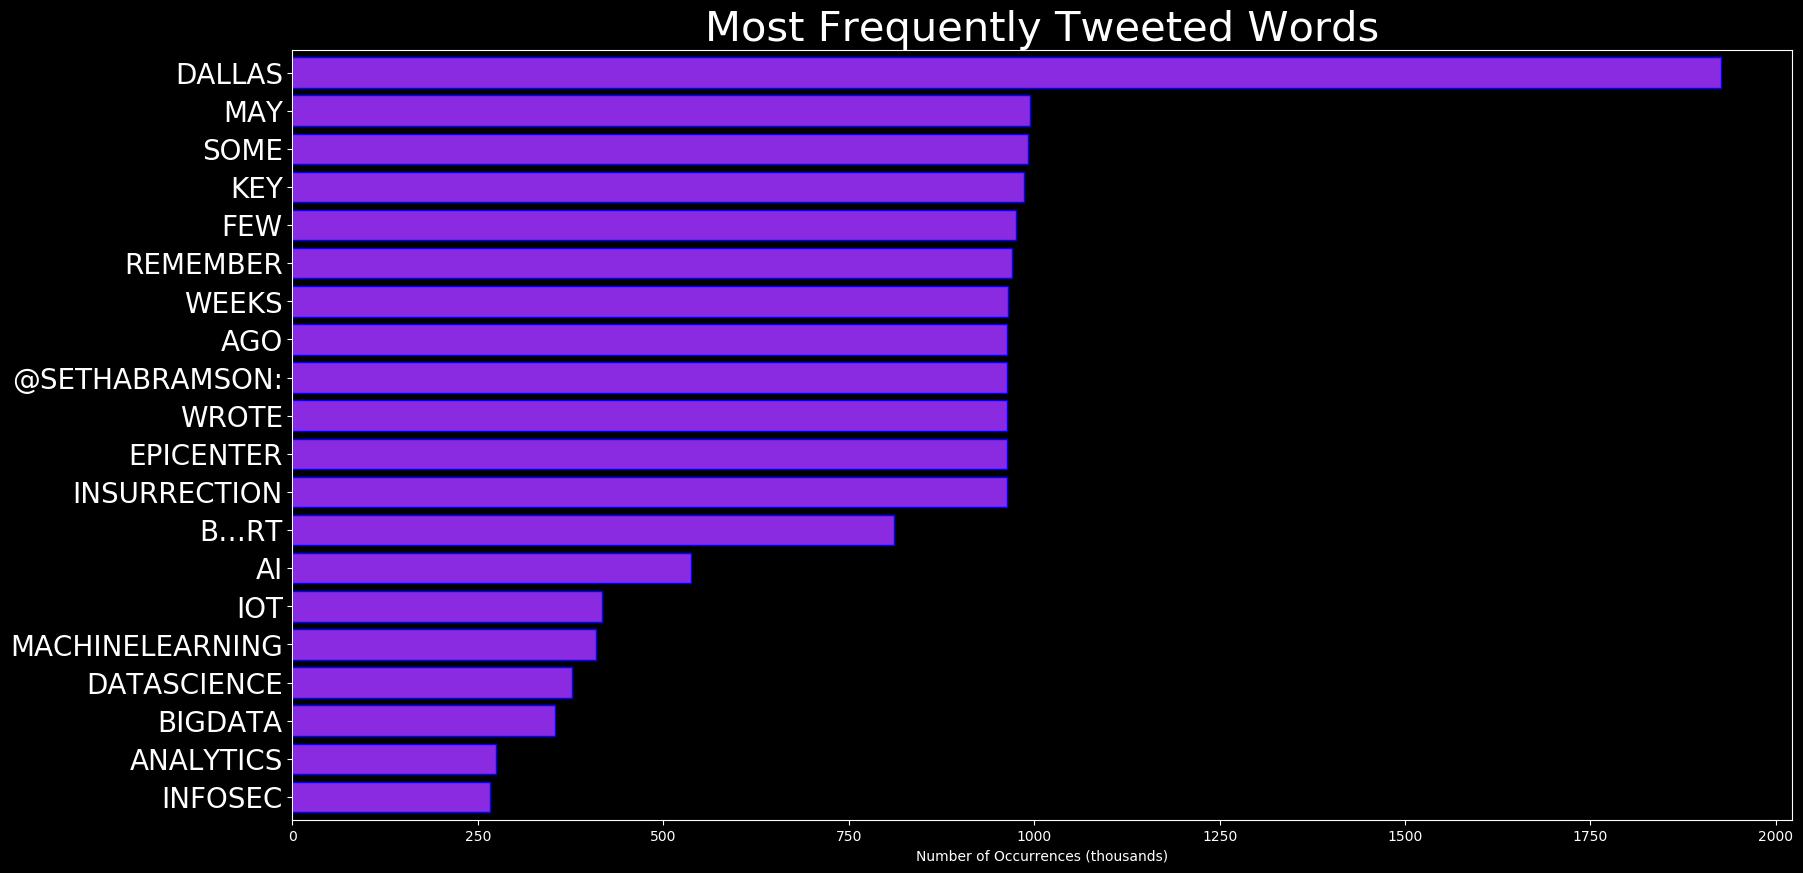 Most Frequently Tweeted Words
DALLAS
MAY
SOME
KEY
FEW
REMEMBER
WEEKS
AGO
@SETHABRAMSON:
WROTE
EPICENTER
INSURRECTION
B…RT
AI
IOT
MACHINELEARNING
DATASCIENCE
BIGDATA
ANALYTICS
INFOSEC
0 250 500 750 1000 1250 1500 1750 2000
Number of Occurrences (thousands)